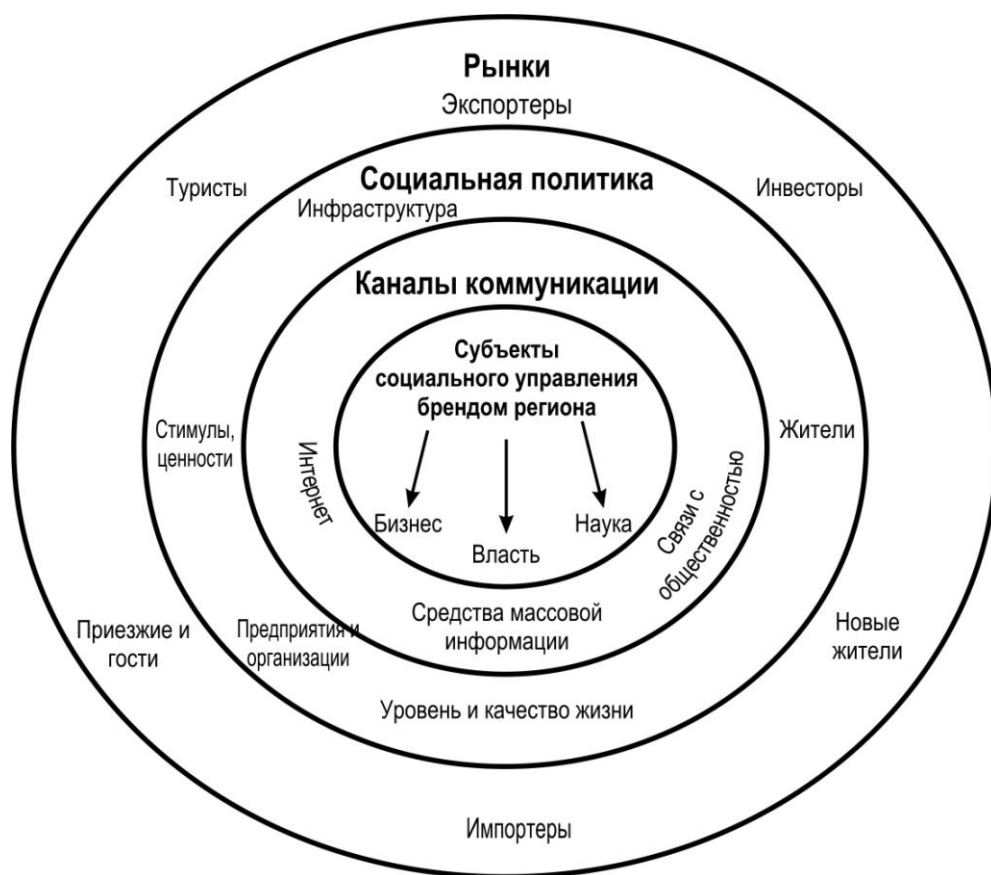 Рынки
Экспортеры
Туристы
Инвесторы
Социальная политика
Инфраструктура
Каналы коммуникации
Субъекты
социального управления
брендом региона
Стимулы,
ценности
Жители
Интернет
Связи с
общественностью
Бизнес
Наука
Власть
Средства массовой
информации
Приезжие и
гости
Предприятия и
организации
Новые
жители
Уровень и качество жизни
Импортеры